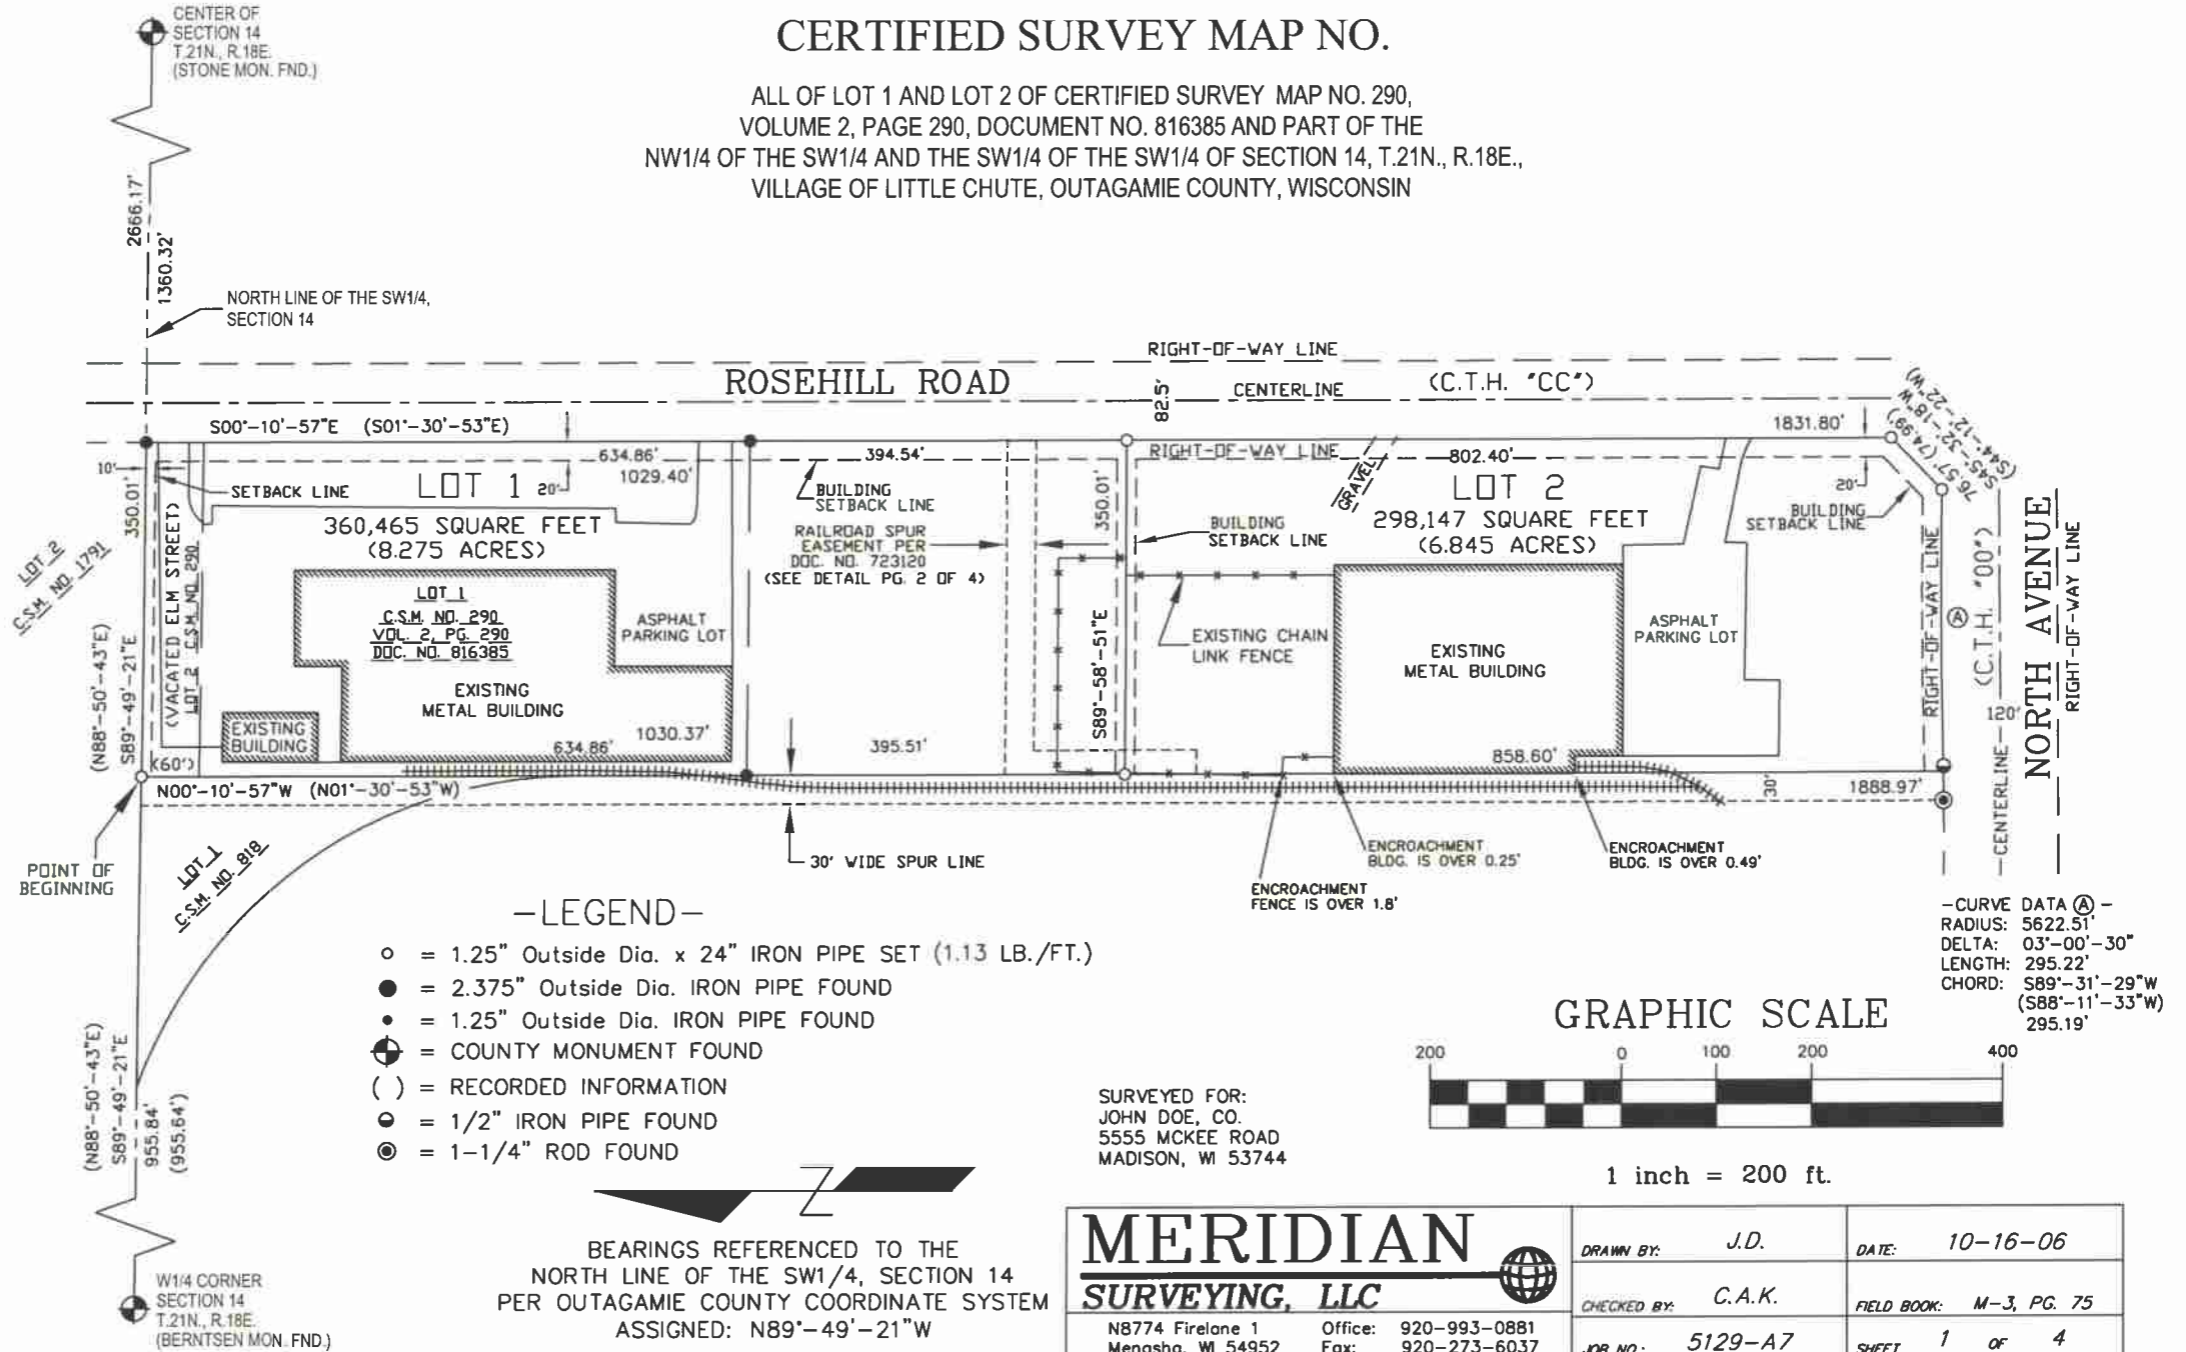 CENTER OF
SECTION 14
T.21N., R.18E.
(STONE MON. FND.)
CERTIFIED SURVEY MAP NO.
ALL OF LOT 1 AND LOT 2 OF CERTIFIED SURVEY MAP NO. 290,
VOLUME 2, PAGE 290, DOCUMENT NO. 816385 AND PART OF THE
NW1/4 OF THE SW1/4 AND THE SW1/4 OF THE SW1/4 OF SECTION 14, T.21N., R.18E.,
VILLAGE OF LITTLE CHUTE, OUTAGAMIE COUNTY, WISCONSIN
2666.17'
1360.32'
NORTH LINE OF THE SW1/4,
SECTION 14
RIGHT-OF-WAY LINE
ROSEHILL ROAD
82.5'
CENTERLINE
(C.T.H. "CC")
S00°-10'-57"E (S01°-30'-53"E)
1831.80'
(S44°-12'-22"W)
S45°-32'-18"W
76.57' (74.99')
10'
350.01'
SETBACK LINE
LOT 1
20'
634.86'
1029.40'
360,465 SQUARE FEET
(8.275 ACRES)
394.54'
BUILDING
SETBACK LINE
RAILROAD SPUR
EASEMENT PER
DOC. NO. 723120
(SEE DETAIL PG. 2 OF 4)
350.01'
RIGHT-OF-WAY LINE
GRAVEL
802.40'
LOT 2
298,147 SQUARE FEET
(6.845 ACRES)
BUILDING
SETBACK LINE
20'
BUILDING
SETBACK LINE
LOT 2
C.S.M. NO. 1791
(VACATED ELM STREET)
LOT 2 C.S.M. NO. 290
LOT 1
C.S.M. NO. 290
VOL. 2, PG. 290
DOC. NO. 816385
ASPHALT
PARKING LOT
EXISTING
METAL BUILDING
EXISTING
BUILDING
(N88°-50'-43"E)
S89°-49'-21"E
S89°-58'-51"E
EXISTING CHAIN
LINK FENCE
EXISTING
METAL BUILDING
ASPHALT
PARKING LOT
RIGHT-OF-WAY LINE
A
(C.T.H. "OO")
NORTH AVENUE
RIGHT-OF-WAY LINE
120'
CENTERLINE
(60')
634.86'
1030.37'
395.51'
858.60'
N00°-10'-57"W (N01°-30'-53"W)
30'
1888.97'
POINT OF
BEGINNING
LOT 1
C.S.M. NO. 818
30' WIDE SPUR LINE
ENCROACHMENT
FENCE IS OVER 1.8'
ENCROACHMENT
BLDG. IS OVER 0.25'
ENCROACHMENT
BLDG. IS OVER 0.49'
-CURVE DATA A -
RADIUS: 5622.51'
DELTA: 03°-00'-30"
LENGTH: 295.22'
CHORD: S89°-31'-29"W
(S88°-11'-33"W)
295.19'
-LEGEND-
= 1.25" Outside Dia. x 24" IRON PIPE SET (1.13 LB./FT.)
= 2.375" Outside Dia. IRON PIPE FOUND
= 1.25" Outside Dia. IRON PIPE FOUND
= COUNTY MONUMENT FOUND
( ) = RECORDED INFORMATION
= 1/2" IRON PIPE FOUND
= 1-1/4" ROD FOUND
(N88°-50'-43"E)
S89°-49'-21"E
955.84'
(955.64')
W1/4 CORNER
SECTION 14
T.21N., R.18E.
(BERNTSEN MON. FND.)
Z
BEARINGS REFERENCED TO THE
NORTH LINE OF THE SW1/4, SECTION 14
PER OUTAGAMIE COUNTY COORDINATE SYSTEM
ASSIGNED: N89°-49'-21"W
SURVEYED FOR:
JOHN DOE, CO.
5555 MCKEE ROAD
MADISON, WI 53744
GRAPHIC SCALE
200 0 100 200 400
1 inch = 200 ft.
MERIDIAN
SURVEYING, LLC
N8774 Firelane 1 Office: 920-993-0881
Menasha, WI 54952 Fax: 920-273-6037
DRAWN BY: J.D.
DATE: 10-16-06
CHECKED BY: C.A.K.
FIELD BOOK: M-3, PG. 75
JOB NO.: 5129-A7
SHEET 1 OF 4